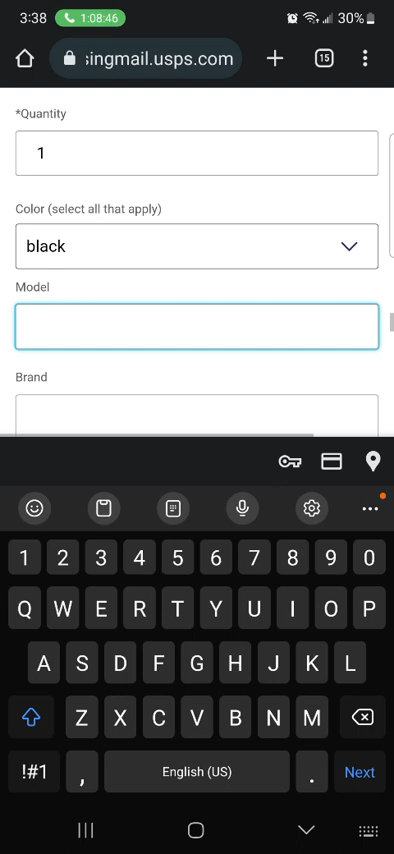 3:38 1:08:46 30%
singmail.usps.com 15
*Quantity
1
Color (select all that apply)
black
Model
Brand
1 2 3 4 5 6 7 8 9 0
Q W E R T Y U I O P
A S D F G H J K L
Z X C V B N M
!#1 , English (US) . Next